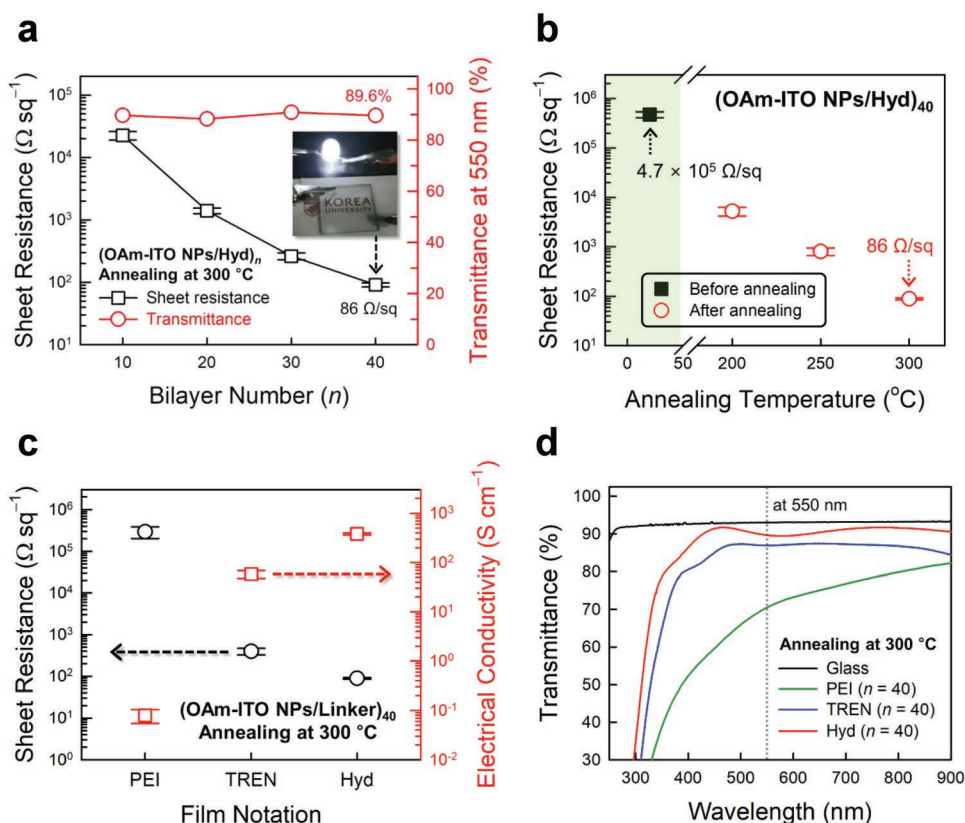 a
Sheet Resistance (Ω sq⁻¹)
10⁵
10⁴
10³
10²
10¹
10
20
30
40
Bilayer Number (n)
(OAm-ITO NPs/Hyd)ₙ
Annealing at 300 °C
Sheet resistance
Transmittance
89.6%
KOREA
UNIVERSITY
86 Ω/sq
100
80
60
40
20
0
Transmittance at 550 nm (%)
b
Sheet Resistance (Ω sq⁻¹)
10⁶
10⁵
10⁴
10³
10²
10¹
(OAm-ITO NPs/Hyd)₄₀
4.7 × 10⁵ Ω/sq
86 Ω/sq
Before annealing
After annealing
0
50
200
250
300
Annealing Temperature (°C)
c
Sheet Resistance (Ω sq⁻¹)
10⁶
10⁵
10⁴
10³
10²
10¹
10⁰
(OAm-ITO NPs/Linker)₄₀
Annealing at 300 °C
PEI
TREN
Hyd
Film Notation
10³
10²
10¹
10⁰
10⁻¹
10⁻²
Electrical Conductivity (S cm⁻¹)
d
Transmittance (%)
100
90
80
70
60
50
40
30
at 550 nm
Annealing at 300 °C
Glass
PEI (n = 40)
TREN (n = 40)
Hyd (n = 40)
300
400
500
600
700
800
900
Wavelength (nm)